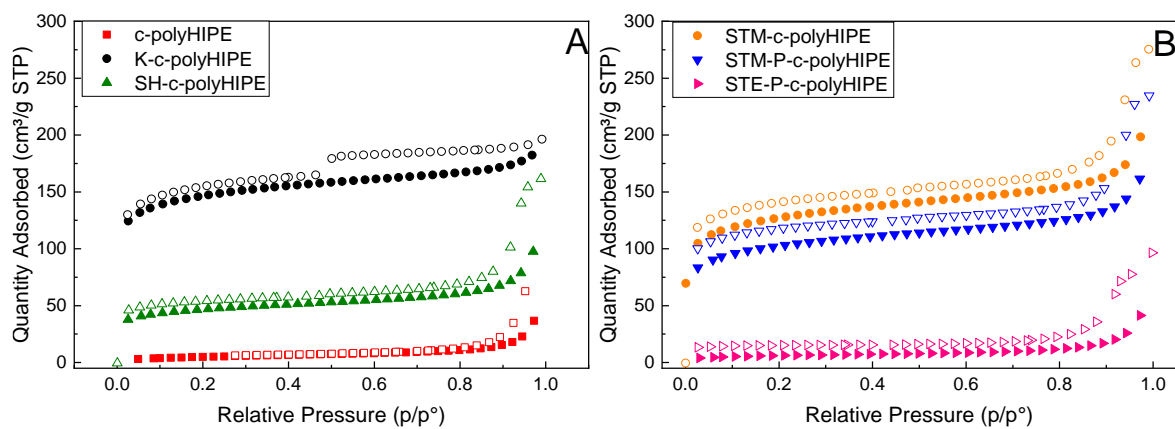 A
c-polyHIPE
K-c-polyHIPE
SH-c-polyHIPE
Quantity Adsorbed (cm³/g STP)
300
250
200
150
100
50
0
0.0 0.2 0.4 0.6 0.8 1.0
Relative Pressure (p/p°)
B
STM-c-polyHIPE
STM-P-c-polyHIPE
STE-P-c-polyHIPE
Quantity Adsorbed (cm³/g STP)
300
250
200
150
100
50
0
0.0 0.2 0.4 0.6 0.8 1.0
Relative Pressure (p/p°)